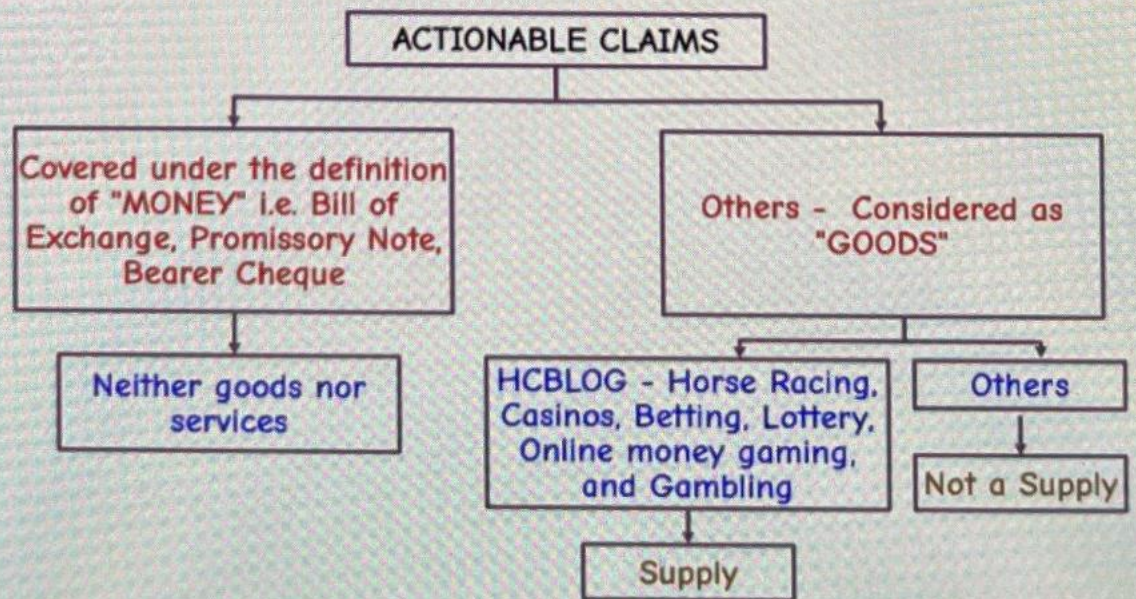 ACTIONABLE CLAIMS
Covered under the definition
of "MONEY" i.e. Bill of
Exchange, Promissory Note,
Bearer Cheque
Others - Considered as
"GOODS"
Neither goods nor
services
HCBLOG - Horse Racing,
Casinos, Betting, Lottery,
Online money gaming,
and Gambling
Others
Not a Supply
Supply